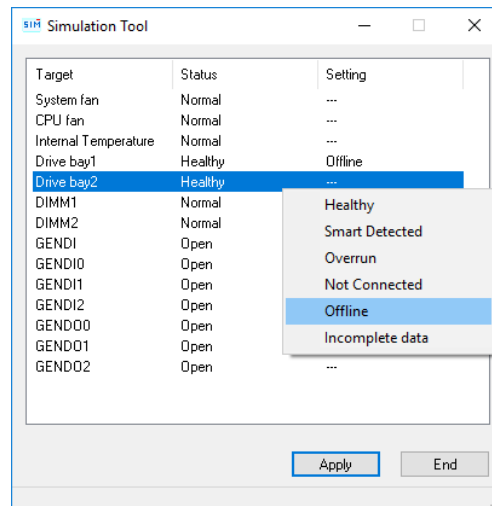 SIM Simulation Tool
Target Status Setting
System fan Normal ---
CPU fan Normal ---
Internal Temperature Normal ---
Drive bay1 Healthy Offline
Drive bay2 Healthy ---
DIMM1 Normal
DIMM2 Normal
GENDI Open
GENDI0 Open
GENDI1 Open
GENDI2 Open
GENDO0 Open
GENDO1 Open
GENDO2 Open ---
Healthy
Smart Detected
Overrun
Not Connected
Offline
Incomplete data
Apply End